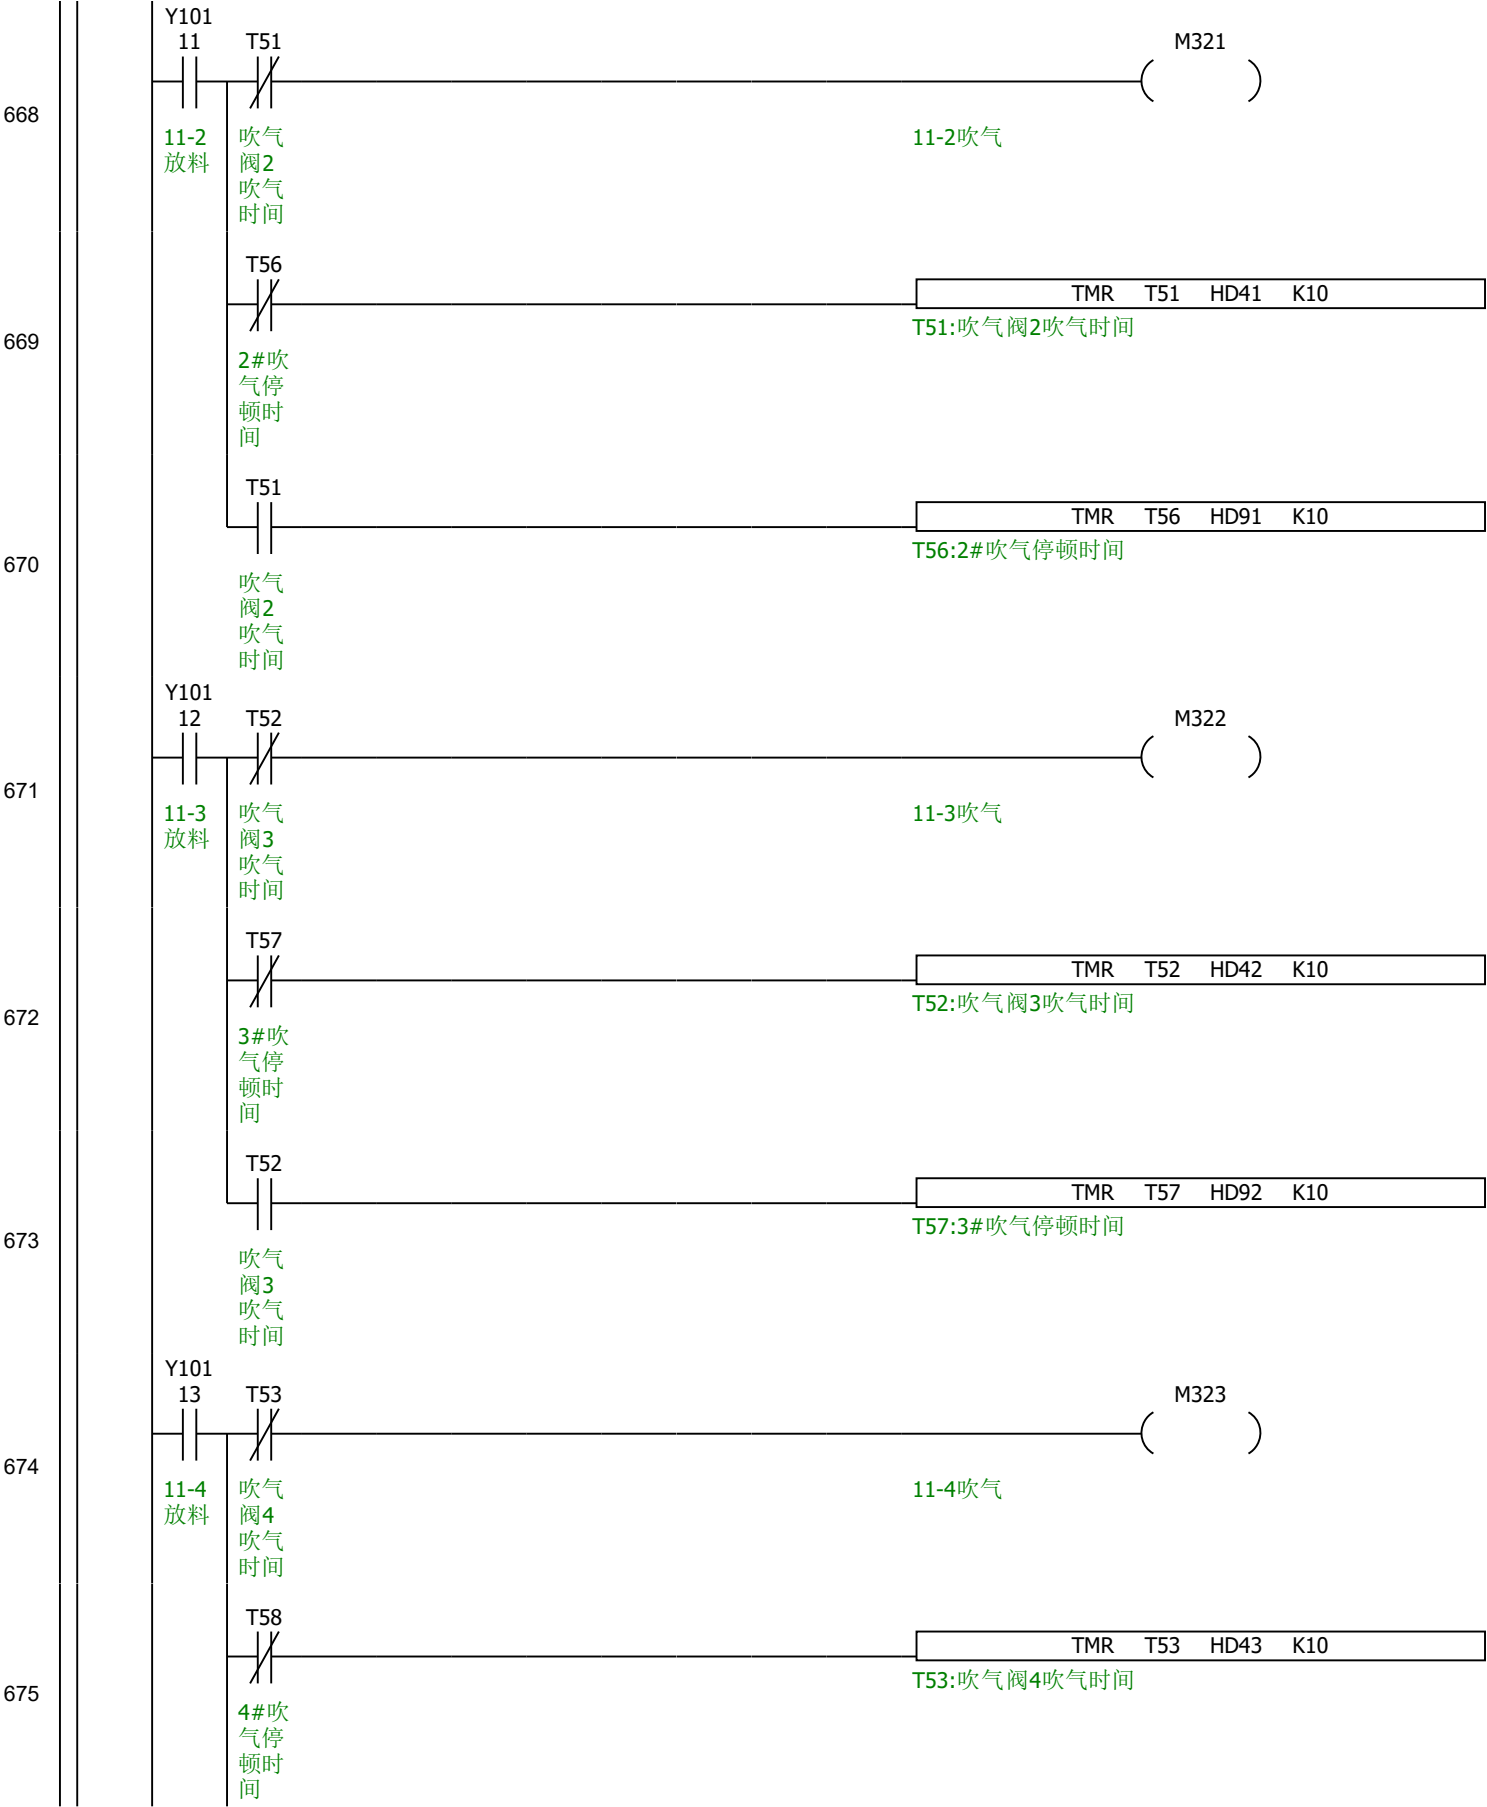 Y101
11 T51 M321
668
11-2 吹气 11-2吹气
放料 阀2
吹气
时间
T56
TMR T51 HD41 K10
T51:吹气阀2吹气时间
669
2#吹
气停
顿时
间
T51
TMR T56 HD91 K10
T56:2#吹气停顿时间
670
吹气
阀2
吹气
时间
Y101
12 T52 M322
671
11-3 吹气 11-3吹气
放料 阀3
吹气
时间
T57
TMR T52 HD42 K10
T52:吹气阀3吹气时间
672
3#吹
气停
顿时
间
T52
TMR T57 HD92 K10
T57:3#吹气停顿时间
673
吹气
阀3
吹气
时间
Y101
13 T53 M323
674
11-4 吹气 11-4吹气
放料 阀4
吹气
时间
T58
TMR T53 HD43 K10
T53:吹气阀4吹气时间
675
4#吹
气停
顿时
间